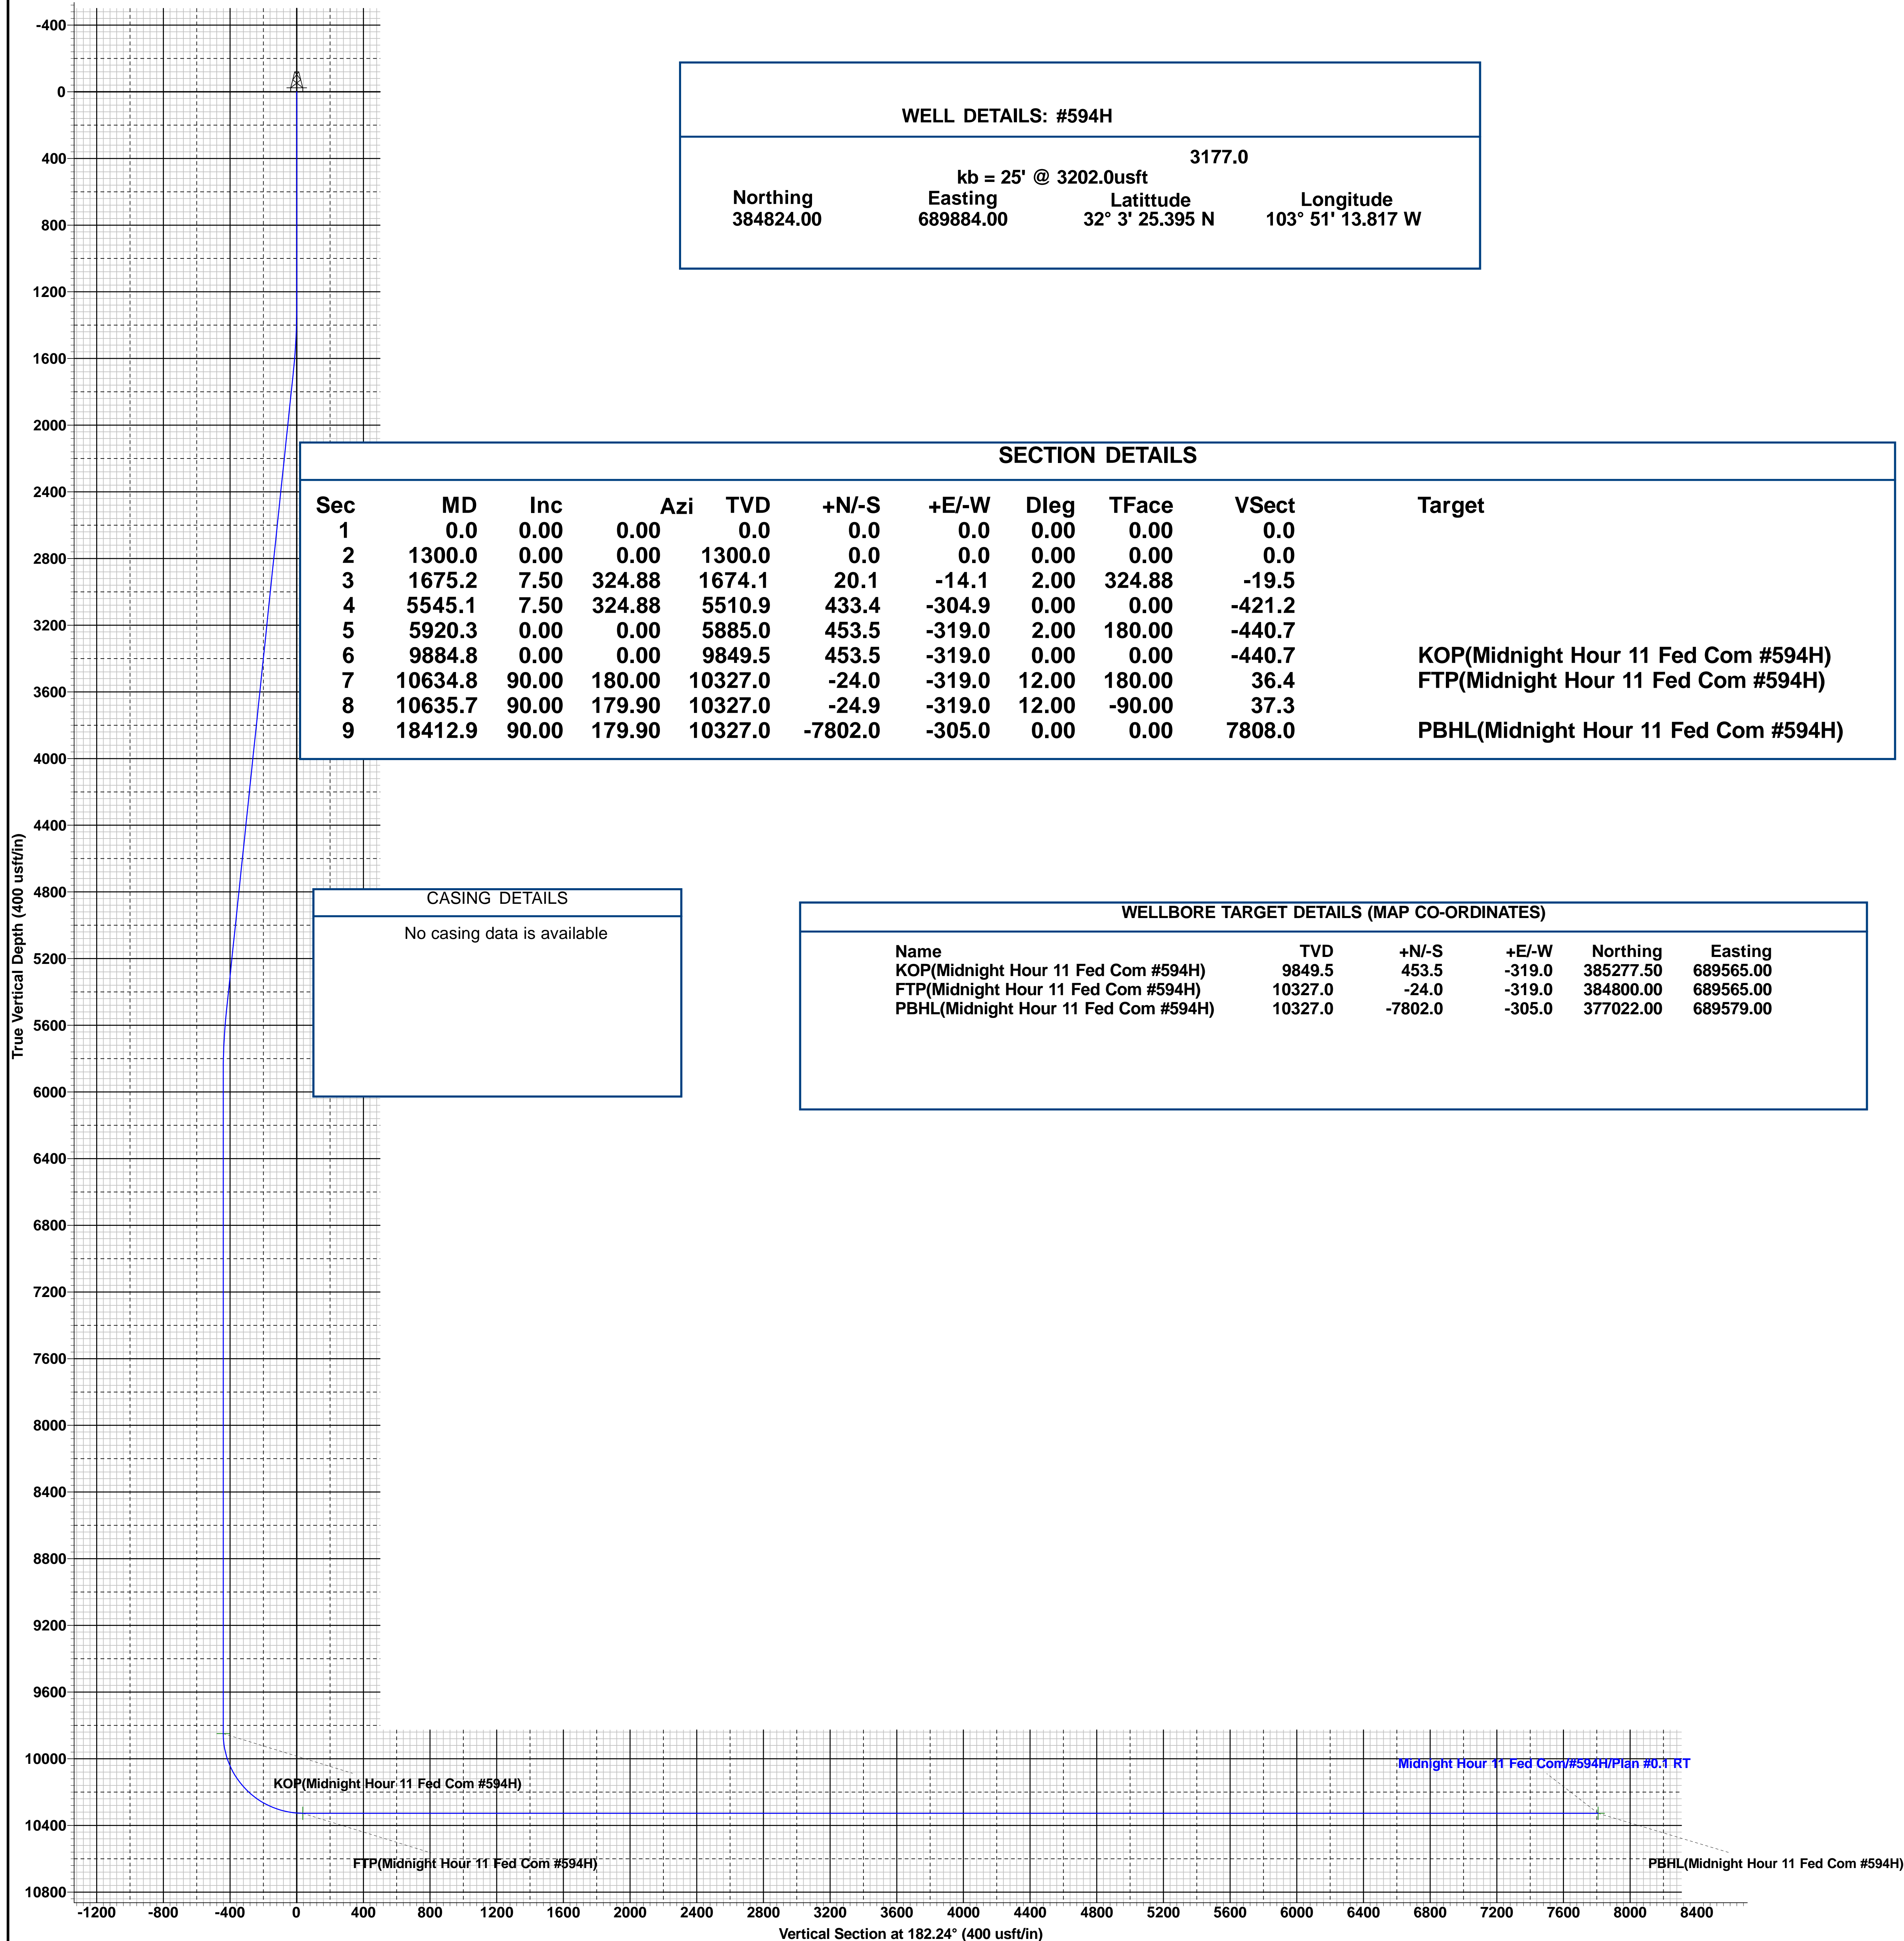 WELL DETAILS: #594H
3177.0
kb = 25' @ 3202.0usft
Northing Easting Latittude Longitude
384824.00 689884.00 32° 3' 25.395 N 103° 51' 13.817 W
SECTION DETAILS
Sec MD Inc Azi TVD +N/-S +E/-W Dleg TFace VSect Target
1 0.0 0.00 0.00 0.0 0.0 0.0 0.00 0.00 0.0
2 1300.0 0.00 0.00 1300.0 0.0 0.0 0.00 0.00 0.0
3 1675.2 7.50 324.88 1674.1 20.1 -14.1 2.00 324.88 -19.5
4 5545.1 7.50 324.88 5510.9 433.4 -304.9 0.00 0.00 -421.2
5 5920.3 0.00 0.00 5885.0 453.5 -319.0 2.00 180.00 -440.7
6 9884.8 0.00 0.00 9849.5 453.5 -319.0 0.00 0.00 -440.7 KOP(Midnight Hour 11 Fed Com #594H)
7 10634.8 90.00 180.00 10327.0 -24.0 -319.0 12.00 180.00 36.4 FTP(Midnight Hour 11 Fed Com #594H)
8 10635.7 90.00 179.90 10327.0 -24.9 -319.0 12.00 -90.00 37.3
9 18412.9 90.00 179.90 10327.0 -7802.0 -305.0 0.00 0.00 7808.0 PBHL(Midnight Hour 11 Fed Com #594H)
CASING DETAILS
No casing data is available
WELLBORE TARGET DETAILS (MAP CO-ORDINATES)
Name TVD +N/-S +E/-W Northing Easting
KOP(Midnight Hour 11 Fed Com #594H) 9849.5 453.5 -319.0 385277.50 689565.00
FTP(Midnight Hour 11 Fed Com #594H) 10327.0 -24.0 -319.0 384800.00 689565.00
PBHL(Midnight Hour 11 Fed Com #594H) 10327.0 -7802.0 -305.0 377022.00 689579.00
True Vertical Depth (400 usft/in)
-400
0
400
800
1200
1600
2000
2400
2800
3200
3600
4000
4400
4800
5200
5600
6000
6400
6800
7200
7600
8000
8400
8800
9200
9600
10000
10400
10800
Midnight Hour 11 Fed Com/#594H/Plan #0.1 RT
KOP(Midnight Hour 11 Fed Com #594H)
FTP(Midnight Hour 11 Fed Com #594H)
PBHL(Midnight Hour 11 Fed Com #594H)
-1200 -800 -400 0 400 800 1200 1600 2000 2400 2800 3200 3600 4000 4400 4800 5200 5600 6000 6400 6800 7200 7600 8000 8400
Vertical Section at 182.24° (400 usft/in)